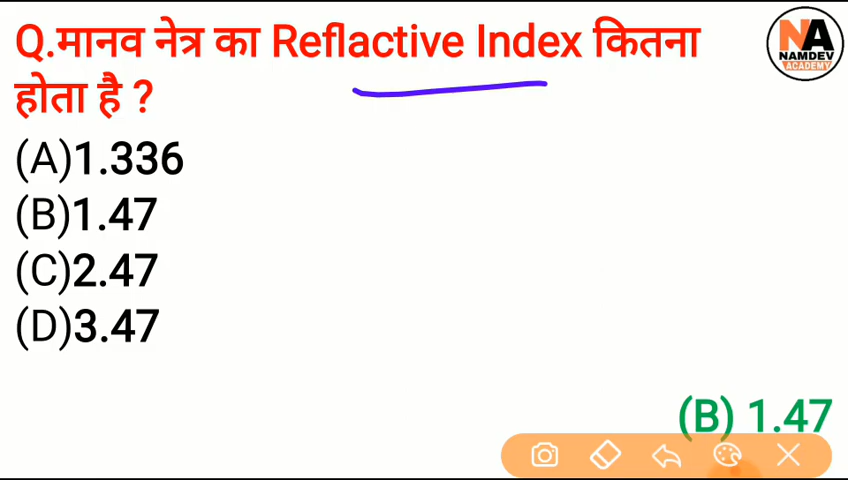 Q.मानव नेत्र का Reflactive Index कितना
होता है ?
NA
NAMDEV
ACADEMY
(A)1.336
(B)1.47
(C)2.47
(D)3.47
(B) 1.47